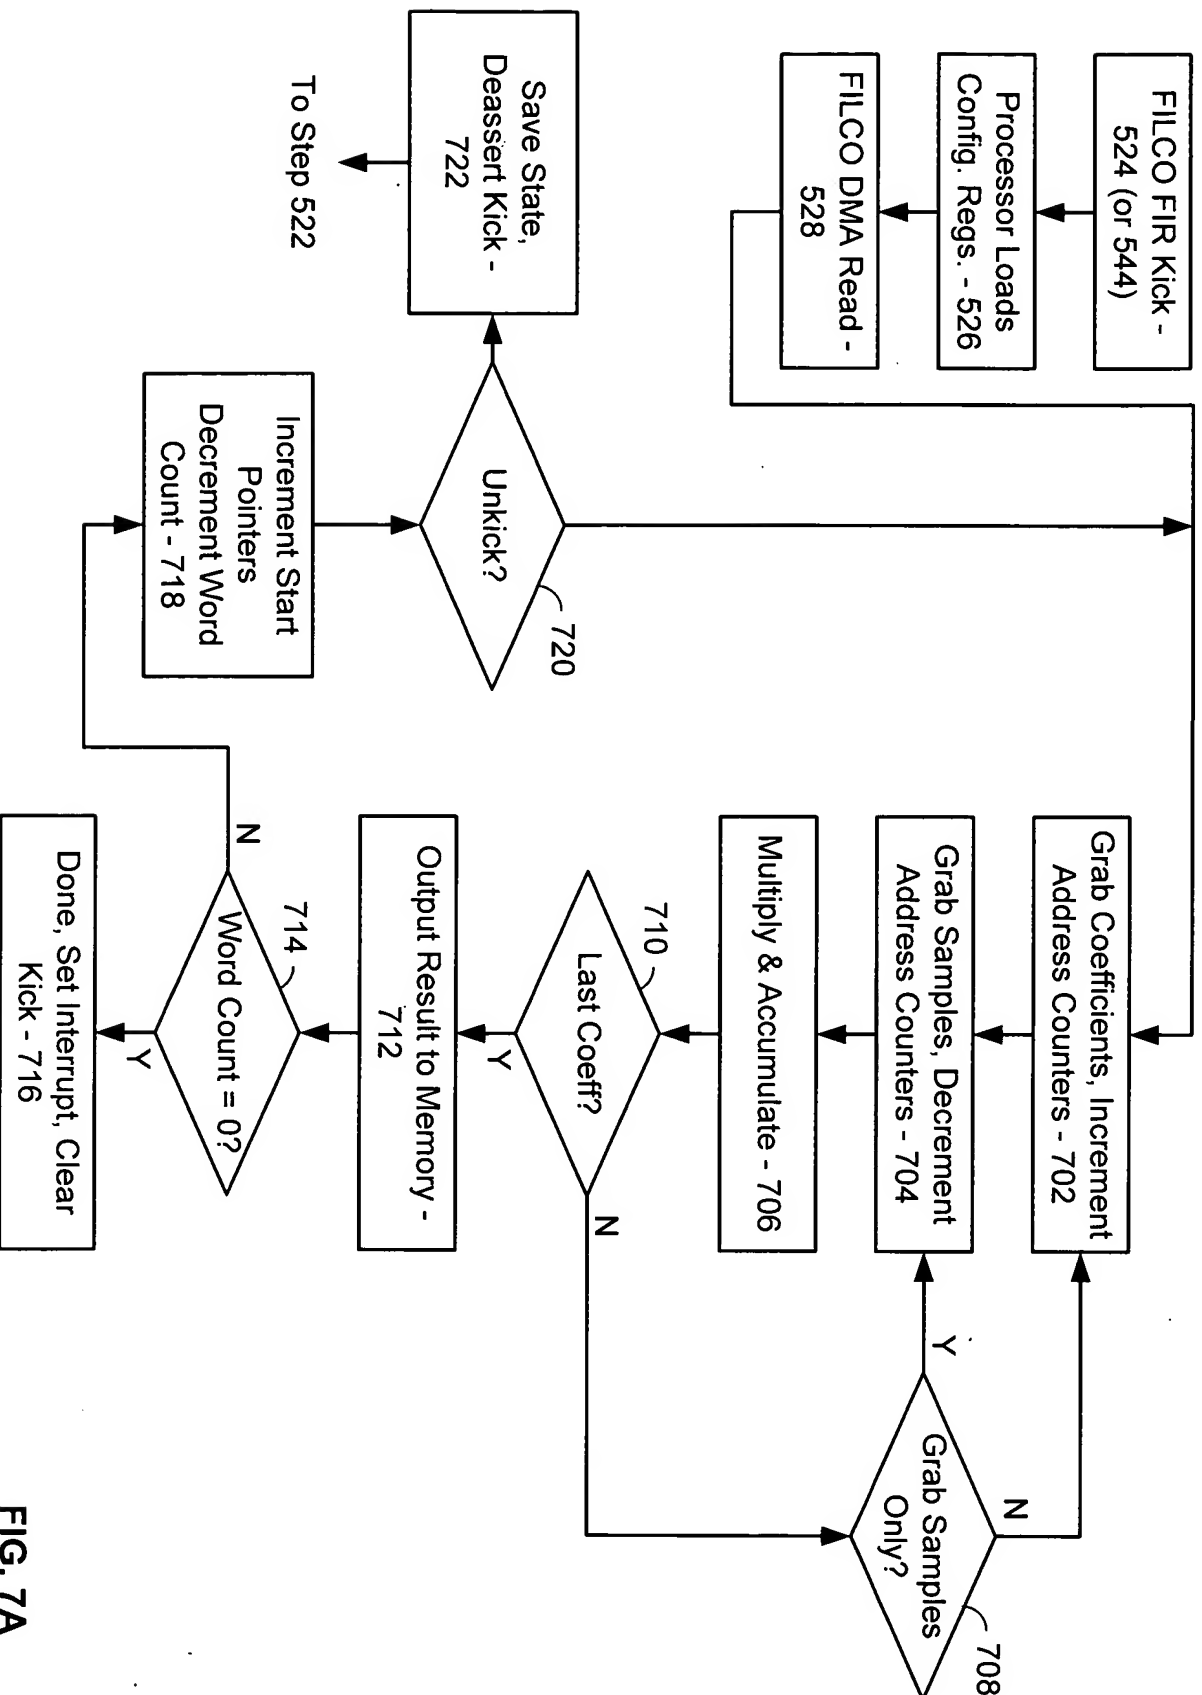 FILCO FIR Kick -
524 (or 544)
Processor Loads
Config. Regs. - 526
FILCO DMA Read -
528
Grab Coefficients, Increment
Address Counters - 702
Grab Samples, Decrement
Address Counters - 704
Multiply & Accumulate - 706
710
Last Coeff?
N
Y
Grab Samples
Only?
708
N
Y
Output Result to Memory -
712
714
Word Count = 0?
N
Y
Done, Set Interrupt, Clear
Kick - 716
Increment Start
Pointers
Decrement Word
Count - 718
Unkick?
720
Save State,
Deassert Kick -
722
To Step 522
FIG. 7A